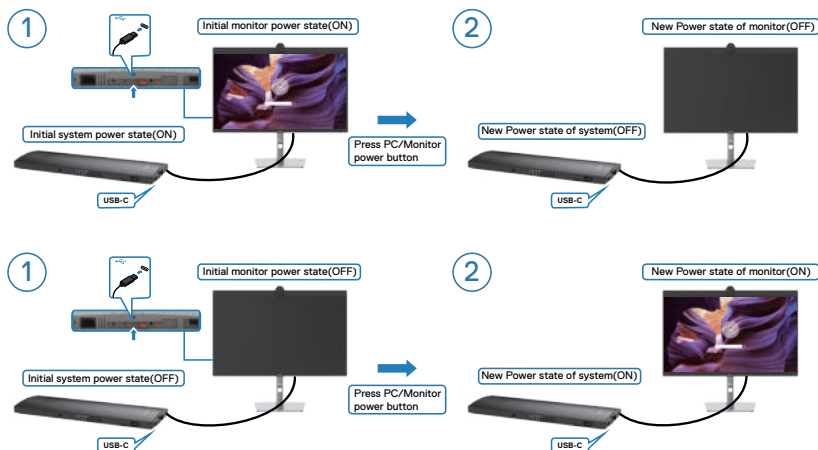 1
Initial monitor power state(ON)
2
New Power state of monitor(OFF)
Initial system power state(ON)
Press PC/Monitor
power button
New Power state of system(OFF)
USB-C
USB-C
1
Initial monitor power state(OFF)
2
New Power state of monitor(ON)
Initial system power state(OFF)
Press PC/Monitor
power button
New Power state of system(ON)
USB-C
USB-C